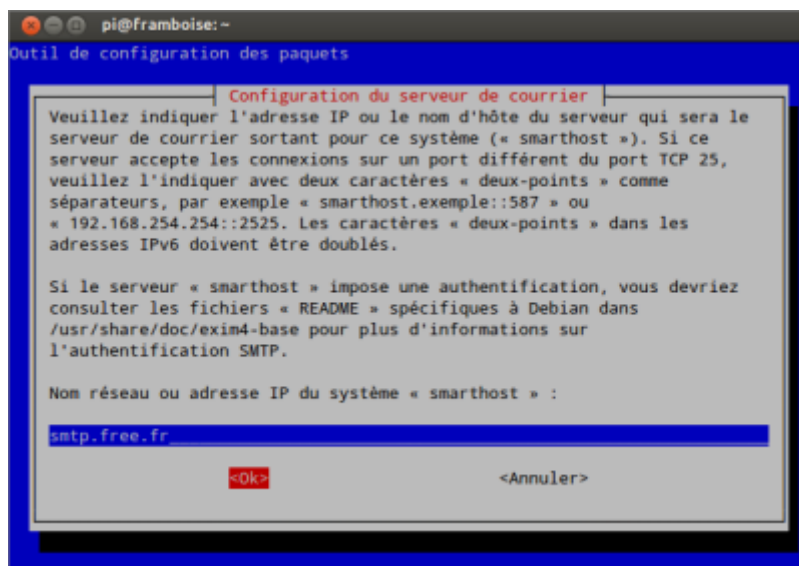 pi@framboise: ~
Outil de configuration des paquets
Configuration du serveur de courrier
Veuillez indiquer l'adresse IP ou le nom d'hôte du serveur qui sera le
serveur de courrier sortant pour ce système (« smarthost »). Si ce
serveur accepte les connexions sur un port différent du port TCP 25,
veuillez l'indiquer avec deux caractères « deux-points » comme
séparateurs, par exemple « smarthost.exemple::587 » ou
« 192.168.254.254::2525. Les caractères « deux-points » dans les
adresses IPv6 doivent être doublés.
Si le serveur « smarthost » impose une authentification, vous devriez
consulter les fichiers « README » spécifiques à Debian dans
/usr/share/doc/exim4-base pour plus d'informations sur
l'authentification SMTP.
Nom réseau ou adresse IP du système « smarthost » :
smtp.free.fr
<Ok> <Annuler>